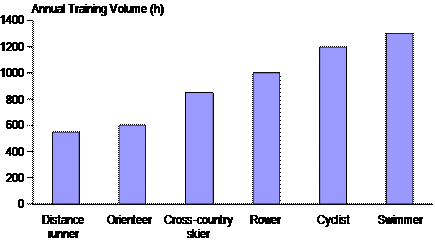 Annual Training Volume (h)
1400
1200
1000
800
600
400
200
0
Distance runner
Orienteer
Cross-country skier
Rower
Cyclist
Swimmer